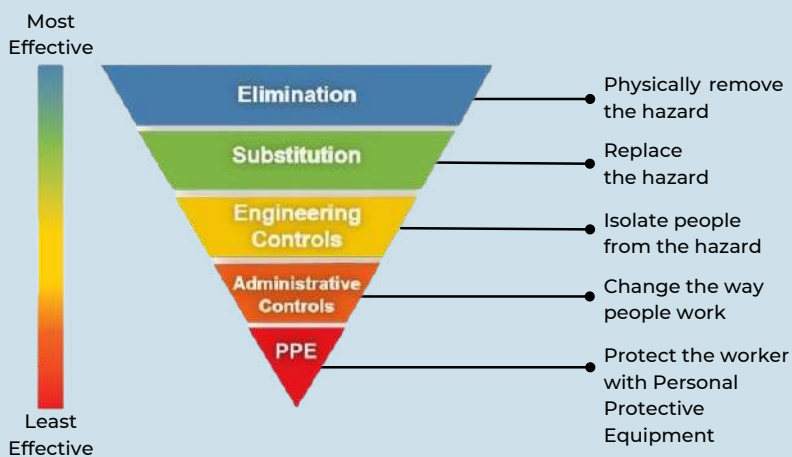 Most
Effective
Elimination
Physically remove
the hazard
Substitution
Replace
the hazard
Engineering
Controls
Isolate people
from the hazard
Administrative
Controls
Change the way
people work
PPE
Protect the worker
with Personal
Protective
Equipment
Least
Effective